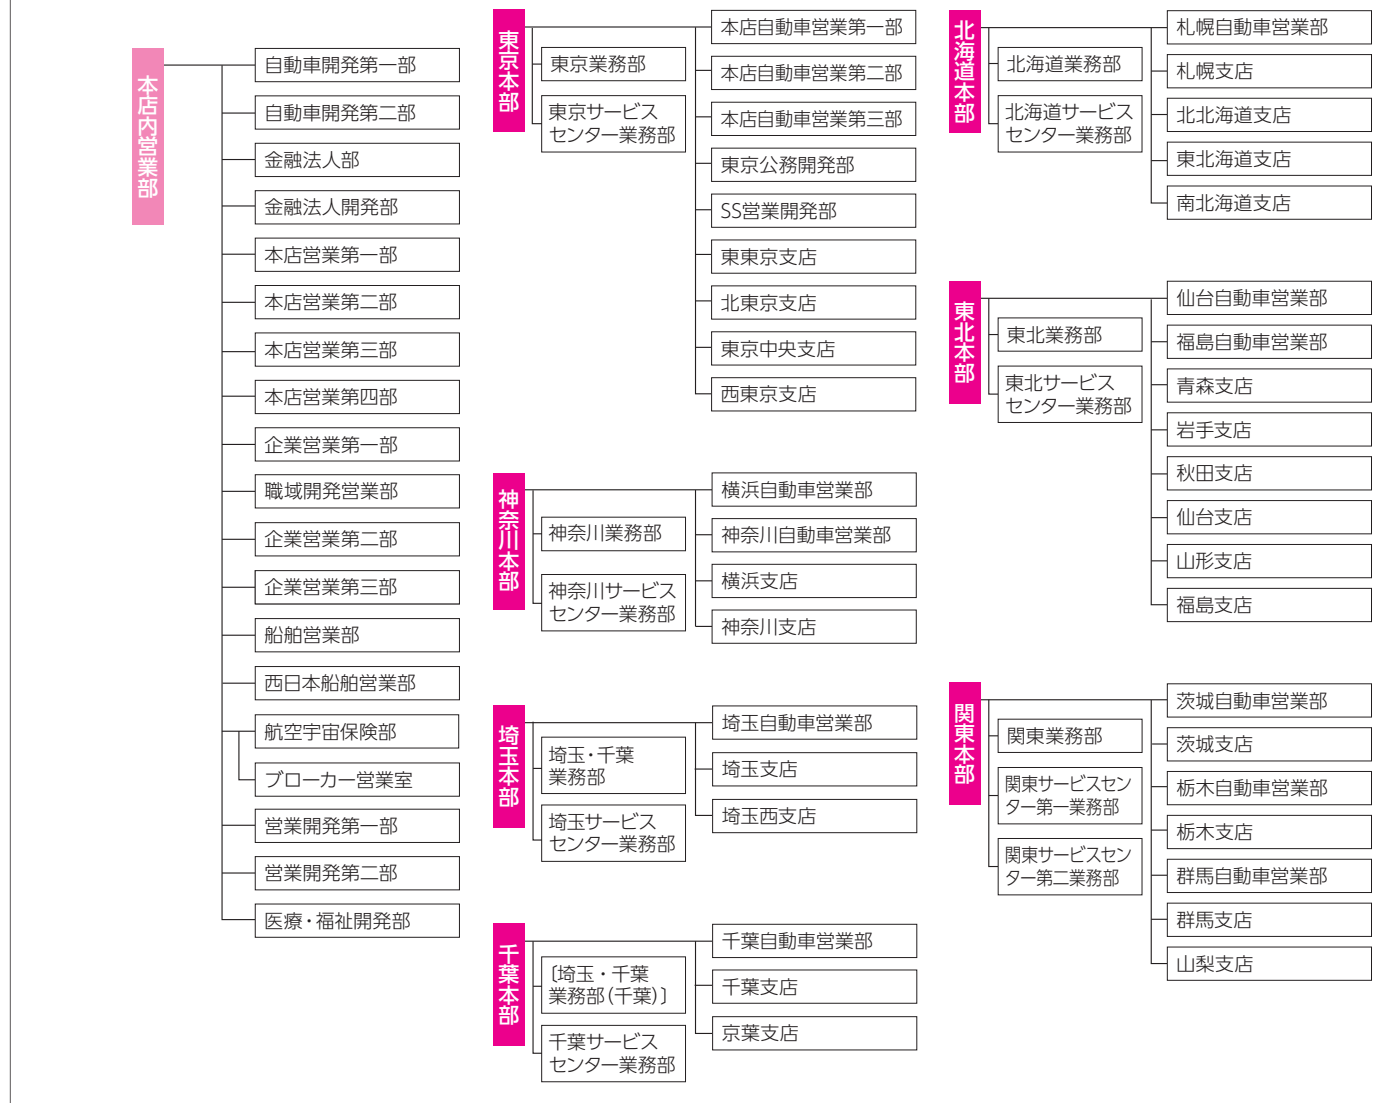 本店内営業部
自動車開発第一部
自動車開発第二部
金融法人部
金融法人開発部
本店営業第一部
本店営業第二部
本店営業第三部
本店営業第四部
企業営業第一部
職域開発営業部
企業営業第二部
企業営業第三部
船舶営業部
西日本船舶営業部
航空宇宙保険部
ブローカー営業室
営業開発第一部
営業開発第二部
医療・福祉開発部
東京本部
東京業務部
東京サービス
センター業務部
本店自動車営業第一部
本店自動車営業第二部
本店自動車営業第三部
東京公務開発部
SS営業開発部
東東京支店
北東京支店
東京中央支店
西東京支店
神奈川本部
神奈川業務部
神奈川サービス
センター業務部
横浜自動車営業部
神奈川自動車営業部
横浜支店
神奈川支店
埼玉本部
埼玉・千葉
業務部
埼玉サービス
センター業務部
埼玉自動車営業部
埼玉支店
埼玉西支店
千葉本部
〔埼玉・千葉
業務部(千葉)〕
千葉サービス
センター業務部
千葉自動車営業部
千葉支店
京葉支店
北海道本部
北海道業務部
北海道サービス
センター業務部
札幌自動車営業部
札幌支店
北北海道支店
東北海道支店
南北海道支店
東北本部
東北業務部
東北サービス
センター業務部
仙台自動車営業部
福島自動車営業部
青森支店
岩手支店
秋田支店
仙台支店
山形支店
福島支店
関東本部
関東業務部
関東サービスセン
ター第一業務部
関東サービスセン
ター第二業務部
茨城自動車営業部
茨城支店
栃木自動車営業部
栃木支店
群馬自動車営業部
群馬支店
山梨支店